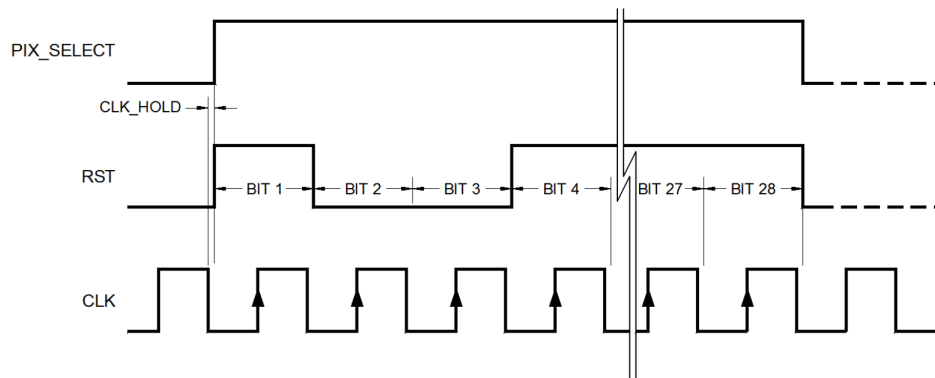 PIX_SELECT
CLK_HOLD
RST
BIT 1 BIT 2 BIT 3 BIT 4 BIT 27 BIT 28
CLK